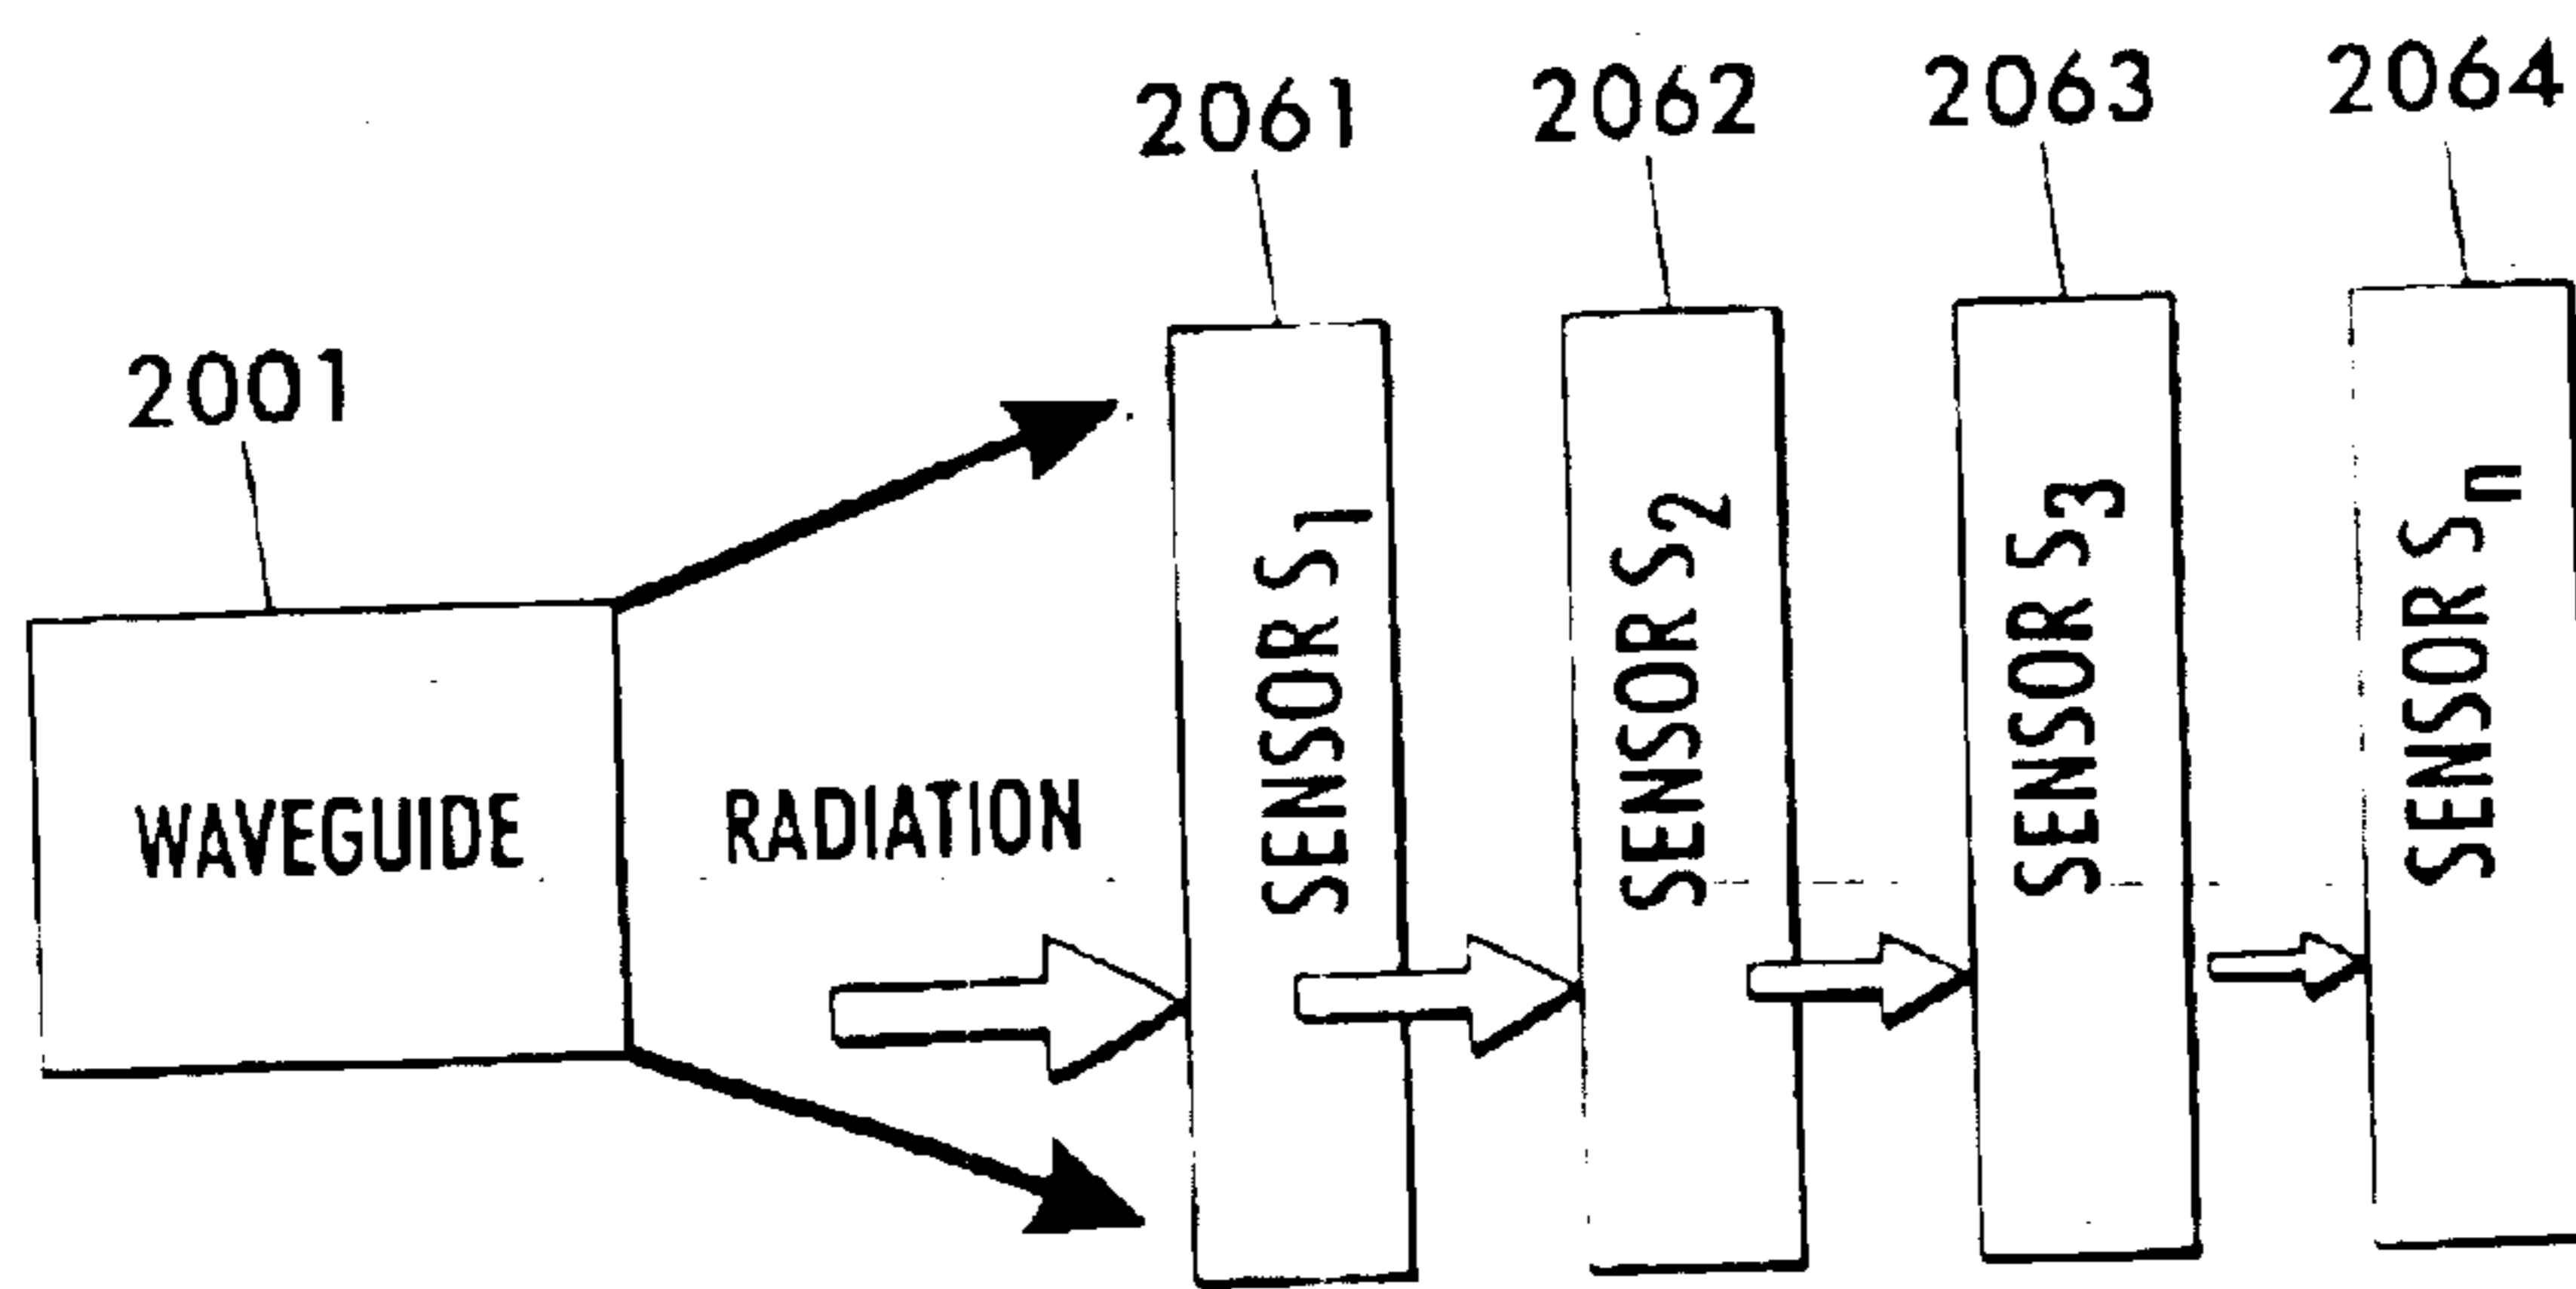 2061
2062
2063
2064
2001
WAVEGUIDE
RADIATION
SENSOR S1
SENSOR S2
SENSOR S3
SENSOR Sn